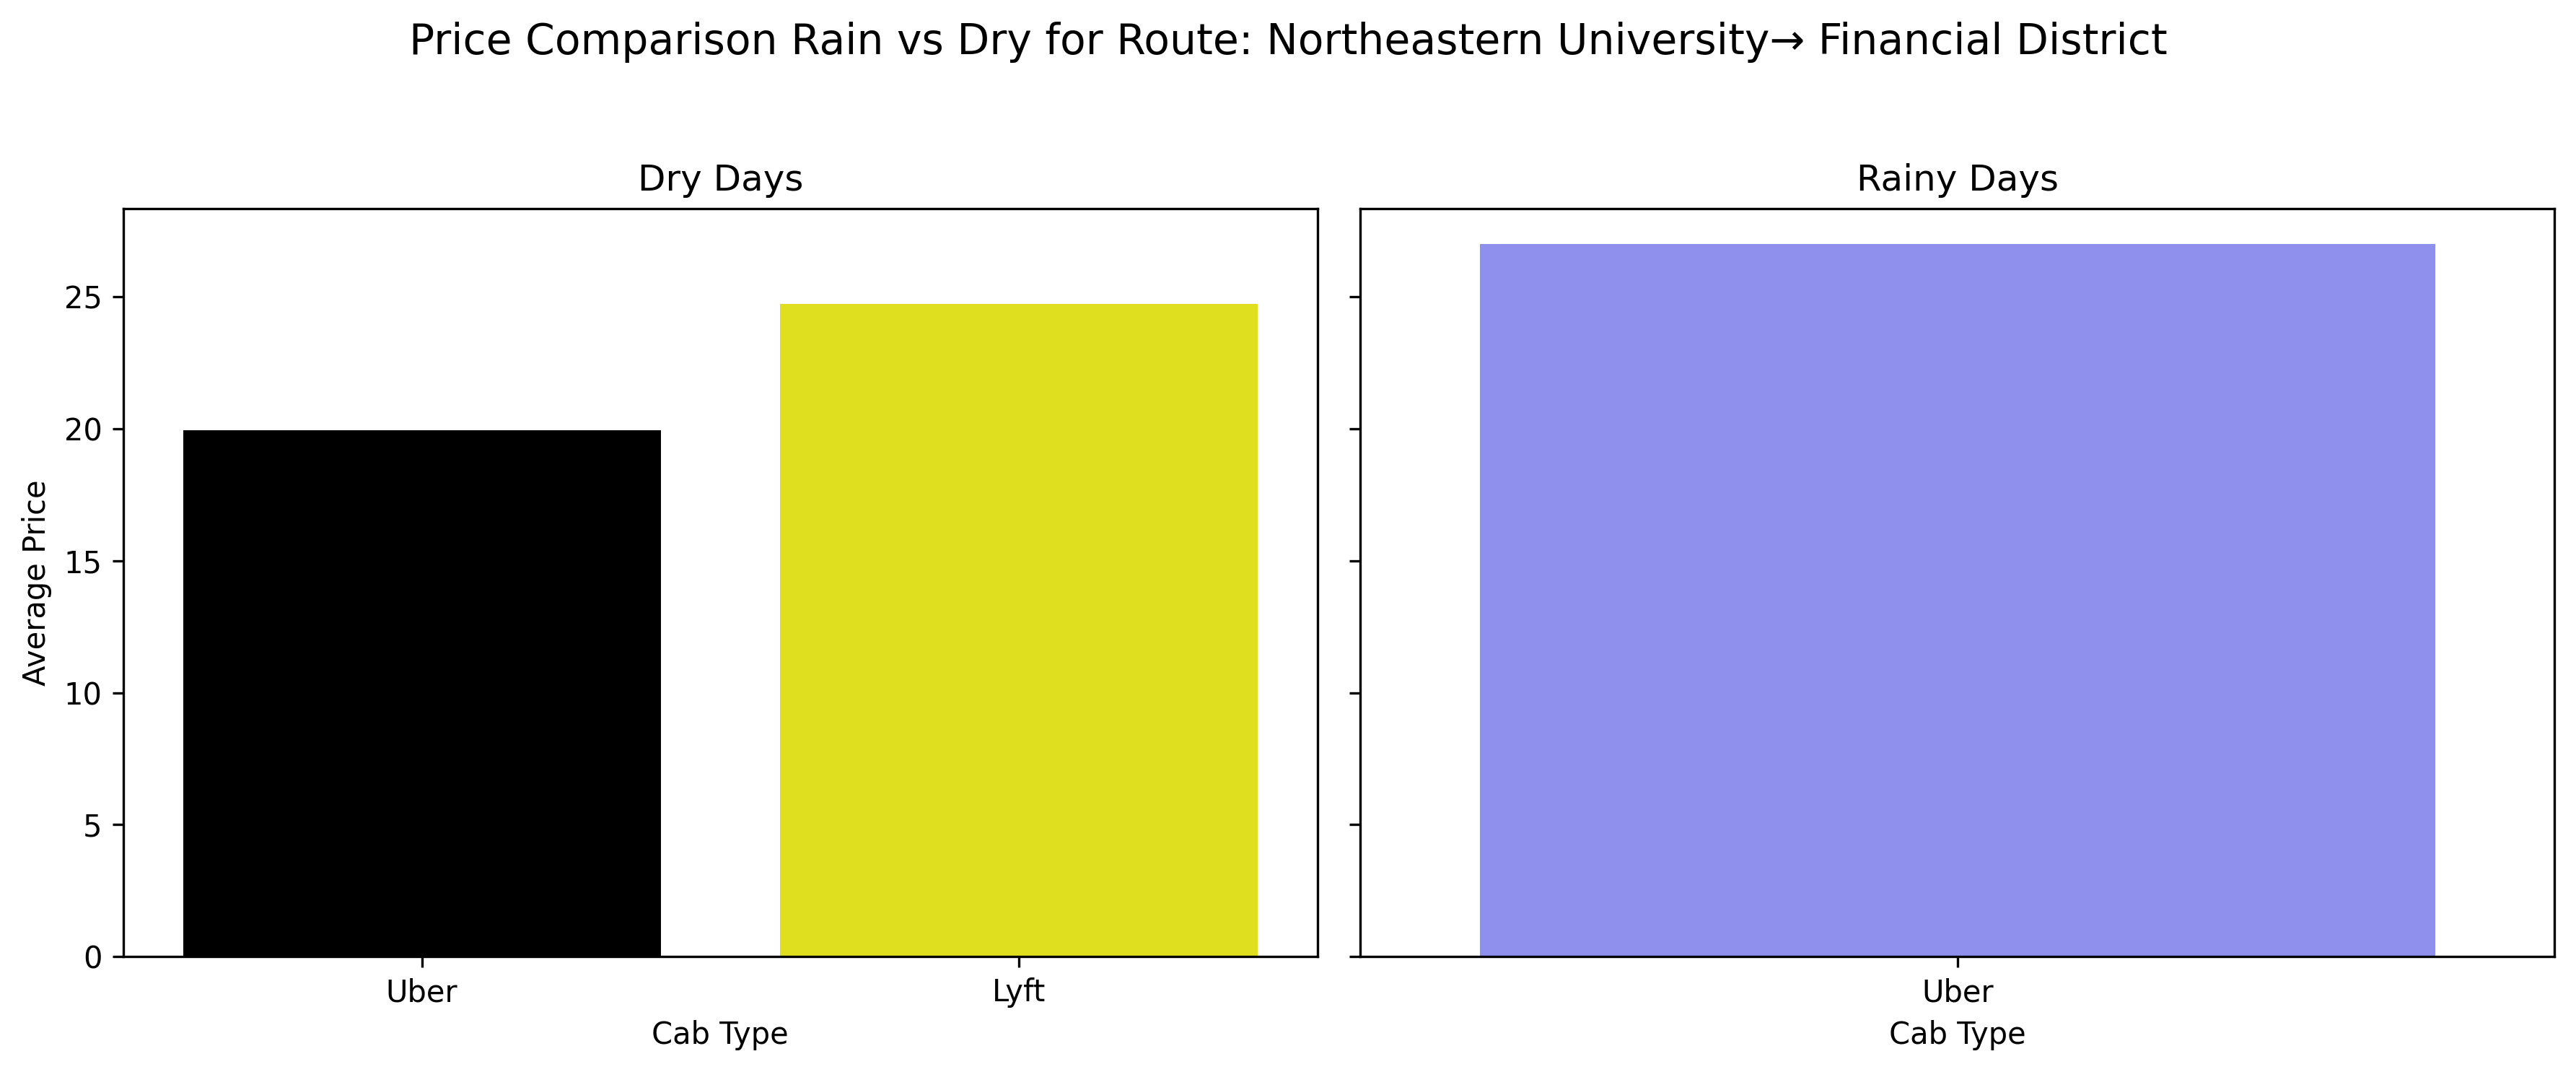 Price Comparison Rain vs Dry for Route: Northeastern University→ Financial District
Dry Days
Average Price
25
20
15
10
5
0
Uber
Lyft
Cab Type
Rainy Days
Uber
Cab Type